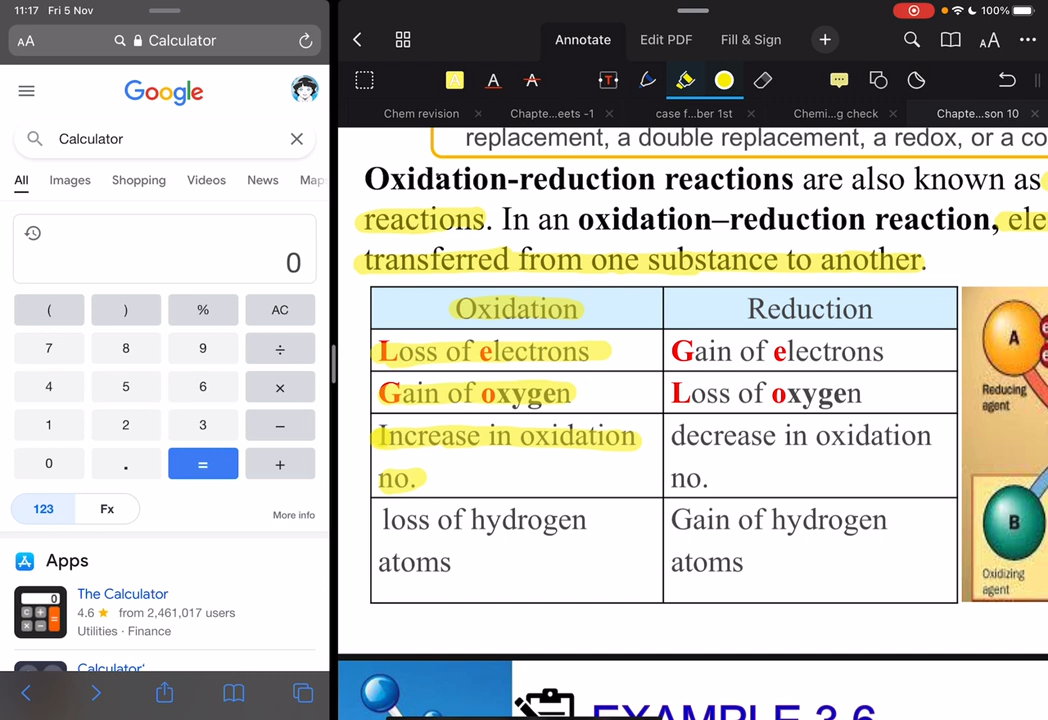 11:17 Fri 5 Nov
100%
AA Calculator
Google
Calculator
All Images Shopping Videos News Map
0
( ) % AC
7 8 9 ÷
4 5 6 ×
1 2 3 −
0 . = +
123 Fx
More info
Apps
The Calculator
4.6 ★ from 2,461,017 users
Utilities · Finance
Calculator'
Annotate Edit PDF Fill & Sign
AA
A A A T
Chem revision × Chapte...eets -1 × case f...ber 1st × Chemi...g check × Chapte...son 10 ×
replacement, a double replacement, a redox, or a co
Oxidation-reduction reactions are also known as
reactions. In an oxidation–reduction reaction, ele
transferred from one substance to another.
Oxidation Reduction
Loss of electrons Gain of electrons
Gain of oxygen Loss of oxygen
Increase in oxidation no. decrease in oxidation no.
loss of hydrogen atoms Gain of hydrogen atoms
A
e
e
Reducing
agent
B
Oxidizing
agent
EXAMPLE 3.6